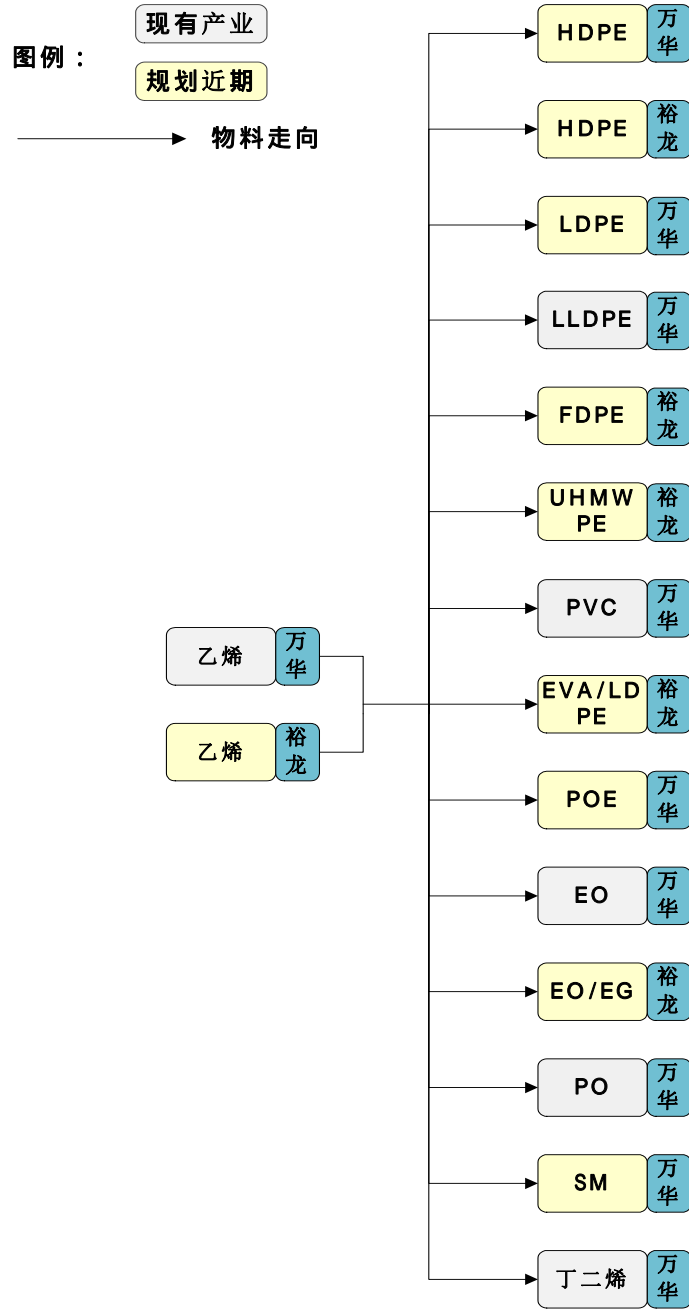 图例：
现有产业
规划近期
物料走向
乙烯
万
华
乙烯
裕
龙
HDPE
万
华
HDPE
裕
龙
LDPE
万
华
LLDPE
万
华
FDPE
裕
龙
UHMW
PE
裕
龙
PVC
万
华
EVA/LD
PE
裕
龙
POE
万
华
EO
万
华
EO/EG
裕
龙
PO
万
华
SM
万
华
丁二烯
万
华